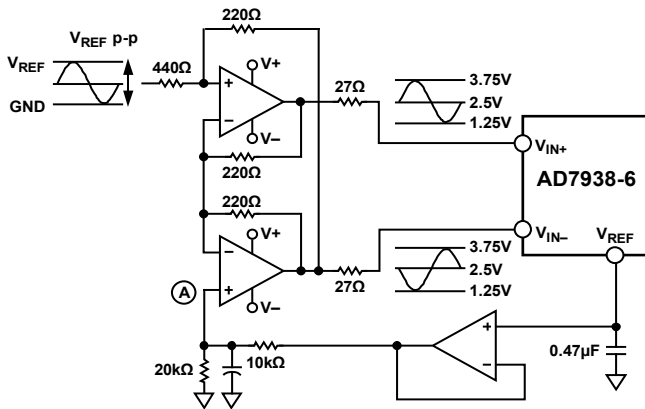 220Ω
V_REF p-p
V_REF
GND
440Ω
V+
+
–
V–
27Ω
3.75V
2.5V
1.25V
V_IN+
AD7938-6
220Ω
220Ω
V+
–
+
V–
A
27Ω
3.75V
2.5V
1.25V
V_IN–
V_REF
+
–
0.47µF
20kΩ
10kΩ